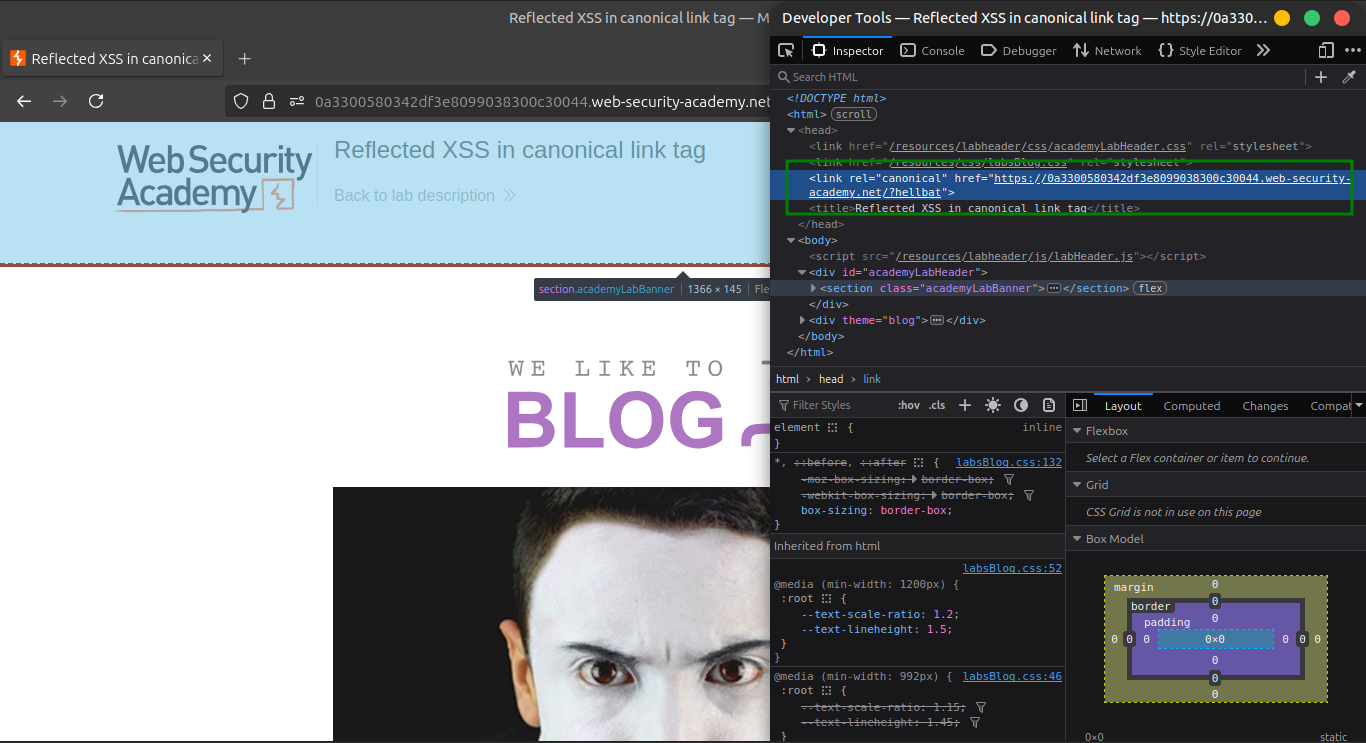 Reflected XSS in canonical link tag — M
Reflected XSS in canonica
0a3300580342df3e8099038300c30044.web-security-academy.net
Web Security
Academy
Reflected XSS in canonical link tag
Back to lab description
section.academyLabBanner 1366 × 145 Fle
WE LIKE TO
BLOG
Developer Tools — Reflected XSS in canonical link tag — https://0a330...
Inspector Console Debugger Network Style Editor
Search HTML
<!DOCTYPE html>
<html> scroll
<head>
<link href="/resources/labheader/css/academyLabHeader.css" rel="stylesheet">
<link href="/resources/css/labsBlog.css" rel="stylesheet">
<link rel="canonical" href="https://0a3300580342df3e8099038300c30044.web-security-
academy.net/?hellbat">
<title>Reflected XSS in canonical link tag</title>
</head>
<body>
<script src="/resources/labheader/js/labHeader.js"></script>
<div id="academyLabHeader">
<section class="academyLabBanner"></section> flex
</div>
<div theme="blog"></div>
</body>
</html>
html > head > link
Filter Styles :hov .cls
element { inline
}
*, ::before, ::after { labsBlog.css:132
-moz-box-sizing: border-box;
-webkit-box-sizing: border-box;
box-sizing: border-box;
}
Inherited from html
labsBlog.css:52
@media (min-width: 1200px) {
:root {
--text-scale-ratio: 1.2;
--text-lineheight: 1.5;
}
}
@media (min-width: 992px) { labsBlog.css:46
:root {
--text-scale-ratio: 1.15;
--text-lineheight: 1.45;
}
Layout Computed Changes Compat
Flexbox
Select a Flex container or item to continue.
Grid
CSS Grid is not in use on this page
Box Model
margin 0
border 0
padding 0
0 0 0 0×0 0 0 0
0
0
0
0×0 static